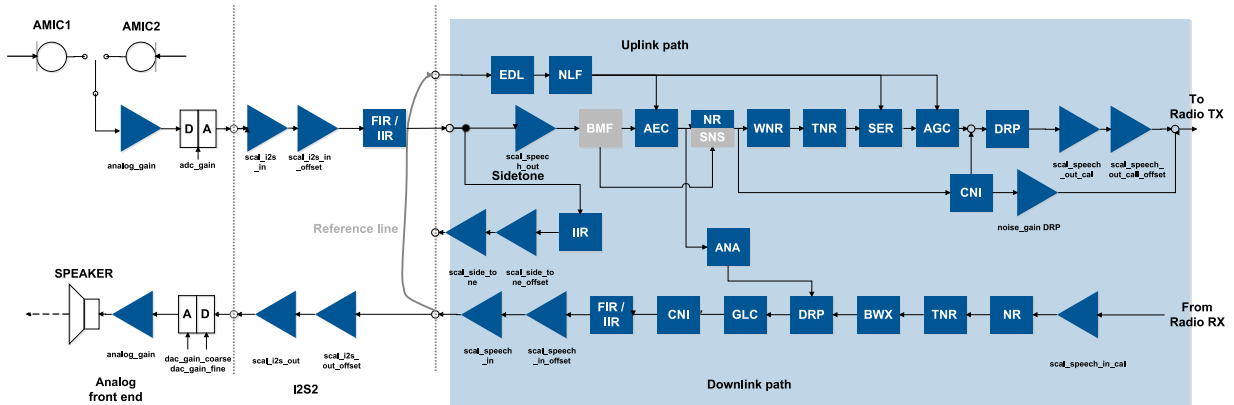 AMIC1
AMIC2
analog_gain
D A
adc_gain
scal_i2s
_in
scal_i2s_in
_offset
FIR /
IIR
Uplink path
EDL
NLF
scal_speec
h_out
BMF
AEC
NR
SNS
WNR
TNR
SER
AGC
DRP
scal_speech
_out_cal
scal_speech_
out_call_offset
To
Radio TX
CNI
noise_gain DRP
Sidetone
IIR
scal_side_to
ne
scal_side_to
ne_offset
Reference line
ANA
SPEAKER
analog_gain
A D
dac_gain_coarse
dac_gain_fine
scal_i2s_out
scal_i2s_
out_offset
scal_speech
_in
scal_speech
_in_offset
FIR /
IIR
CNI
GLC
DRP
BWX
TNR
NR
scal_speech_in_cal
From
Radio RX
Analog
front end
I2S2
Downlink path